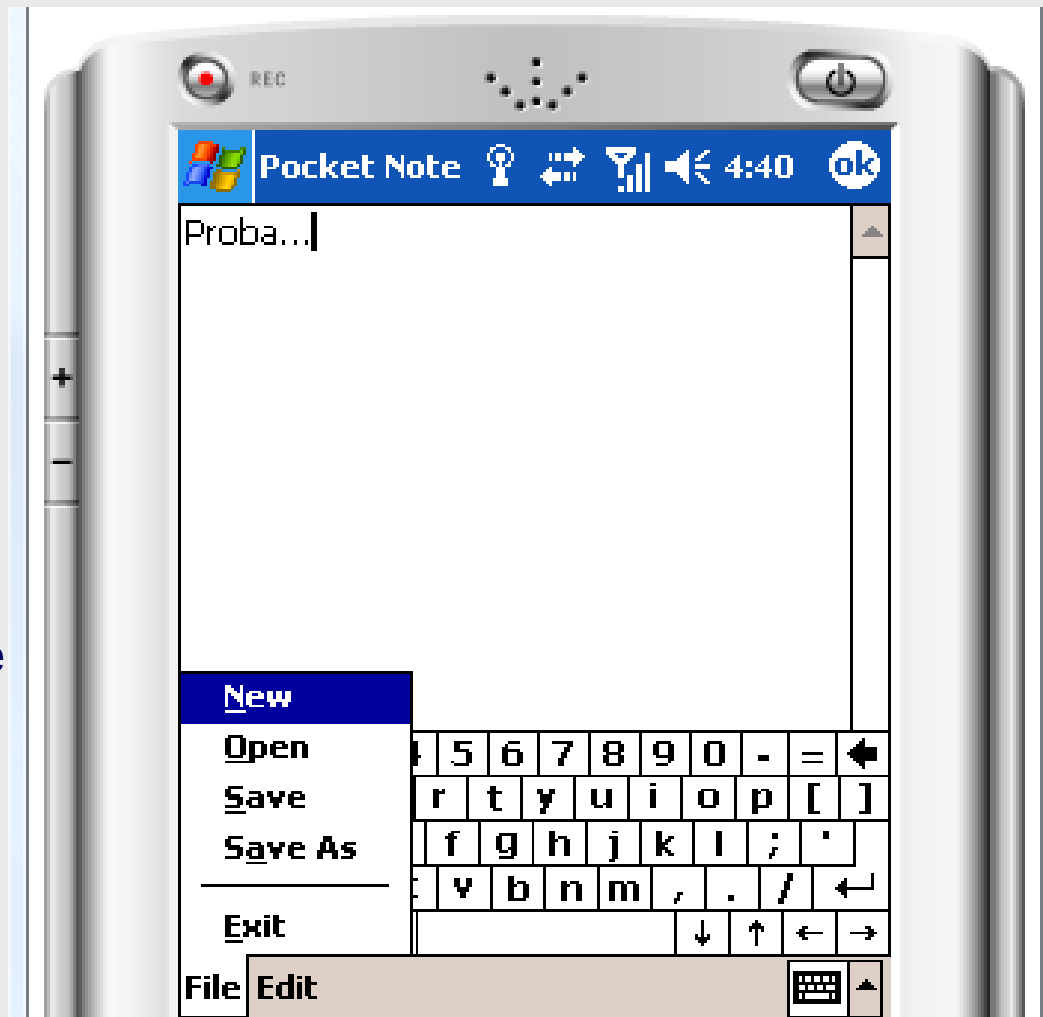 REC
Pocket Note 4:40 ok
Proba...
New
Open
Save
Save As
Exit
5 6 7 8 9 0 - =
r t y u i o p [ ]
f g h j k l ; '
v b n m , . /
File Edit